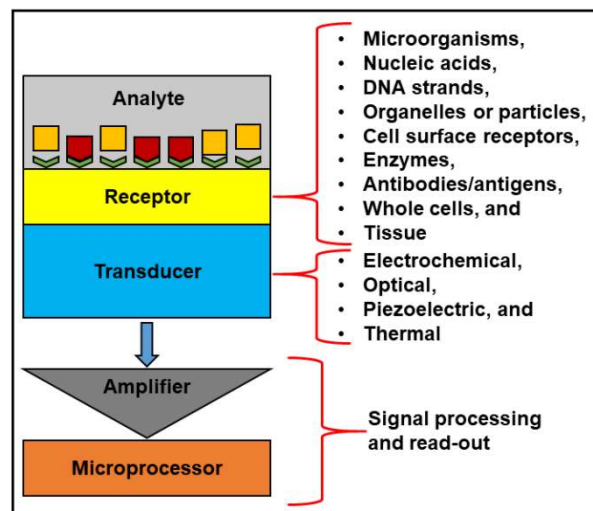 Analyte
Receptor
Transducer
Amplifier
Microprocessor
• Microorganisms,
• Nucleic acids,
• DNA strands,
• Organelles or particles,
• Cell surface receptors,
• Enzymes,
• Antibodies/antigens,
• Whole cells, and
• Tissue
• Electrochemical,
• Optical,
• Piezoelectric, and
• Thermal
Signal processing
and read-out